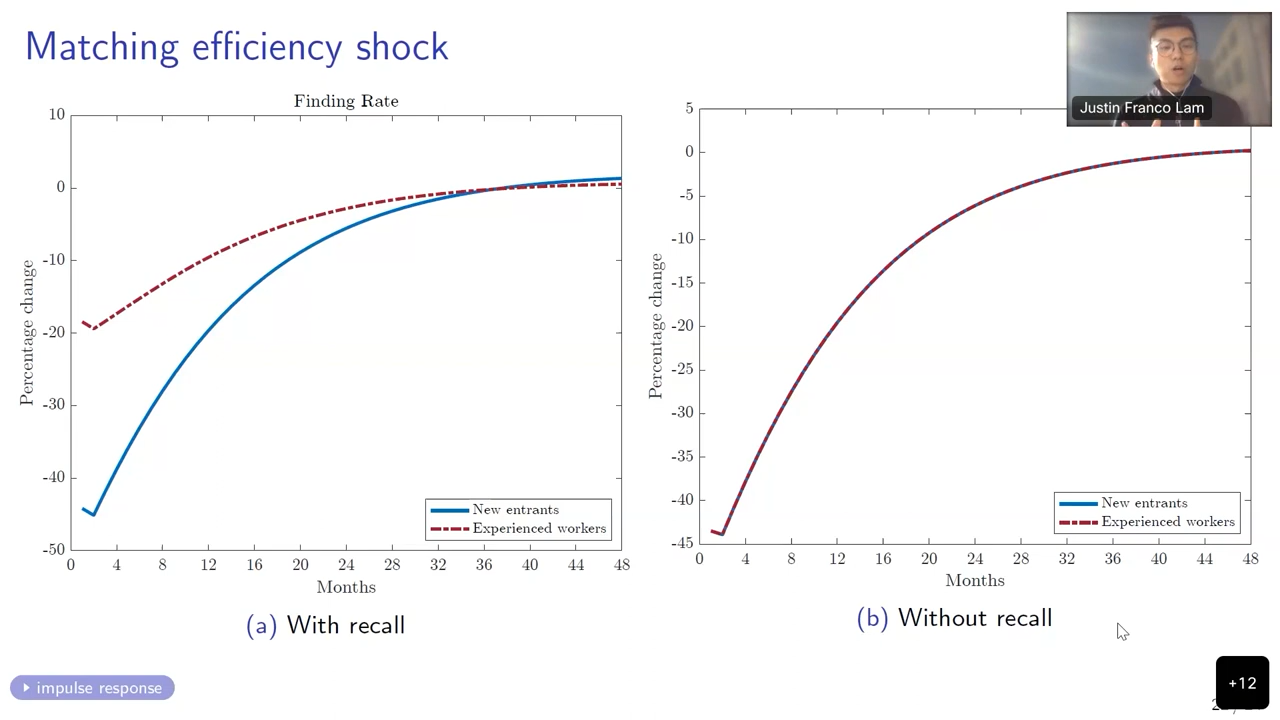 Matching efficiency shock
Justin Franco Lam
Finding Rate
10
0
-10
-20
-30
-40
-50
Percentage change
0 4 8 12 16 20 24 28 32 36 40 44 48
Months
New entrants
Experienced workers
(a) With recall
5
0
-5
-10
-15
-20
-25
-30
-35
-40
-45
Percentage change
0 4 8 12 16 20 24 28 32 36 40 44 48
Months
New entrants
Experienced workers
(b) Without recall
impulse response
+12